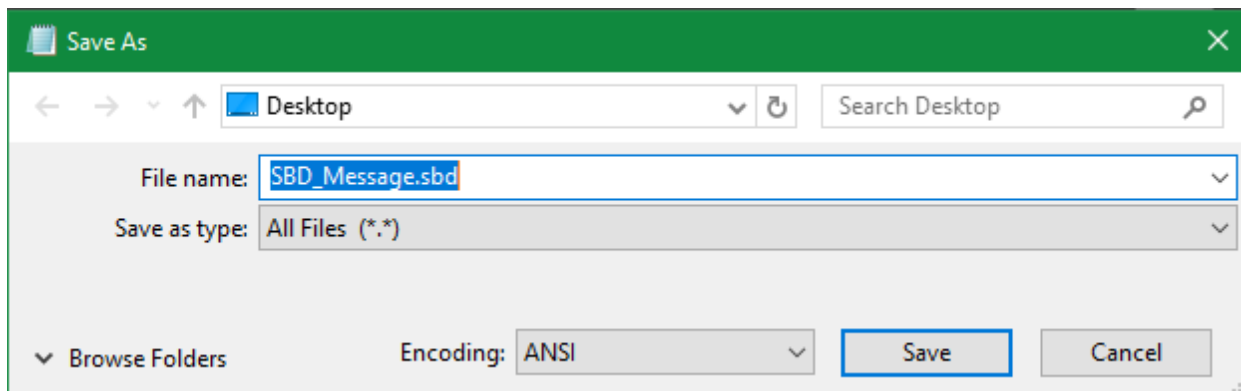 Save As
Desktop
Search Desktop
File name: SBD_Message.sbd
Save as type: All Files (*.*)
Browse Folders
Encoding: ANSI
Save
Cancel